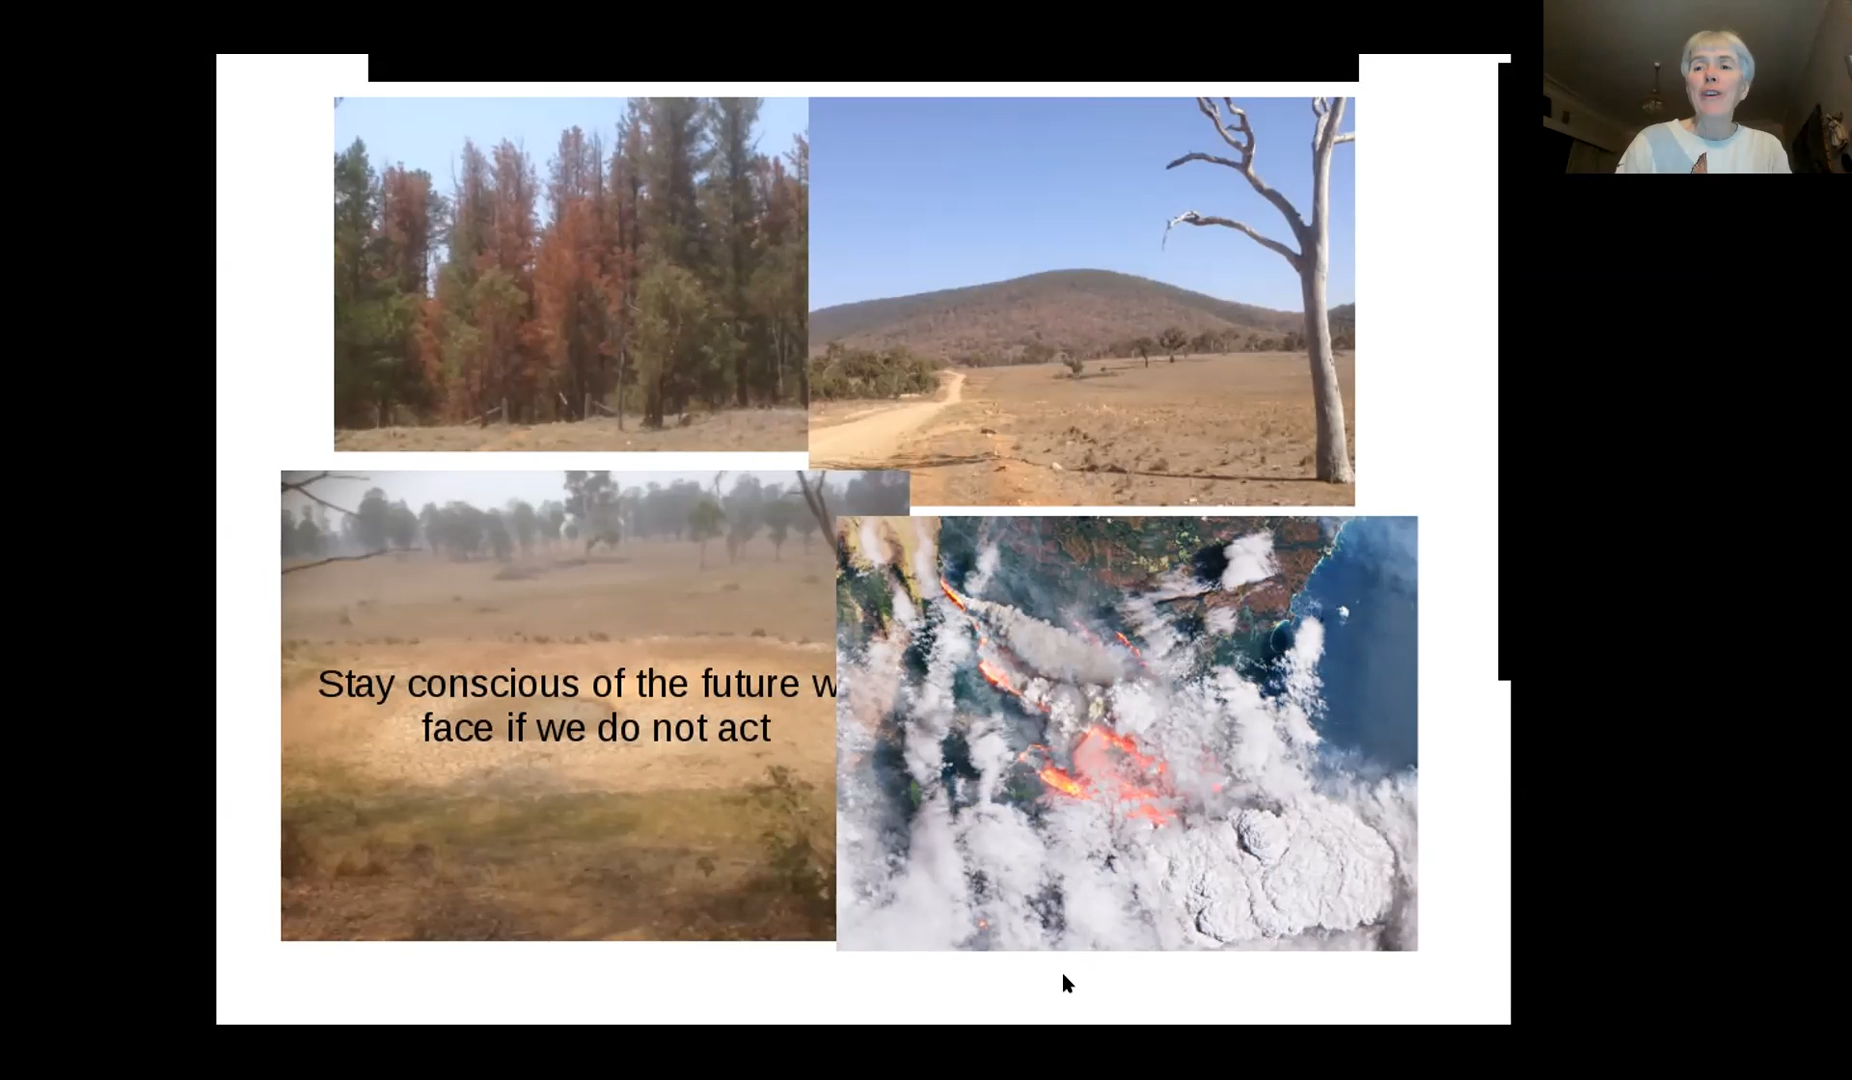 Stay conscious of the future w
face if we do not act